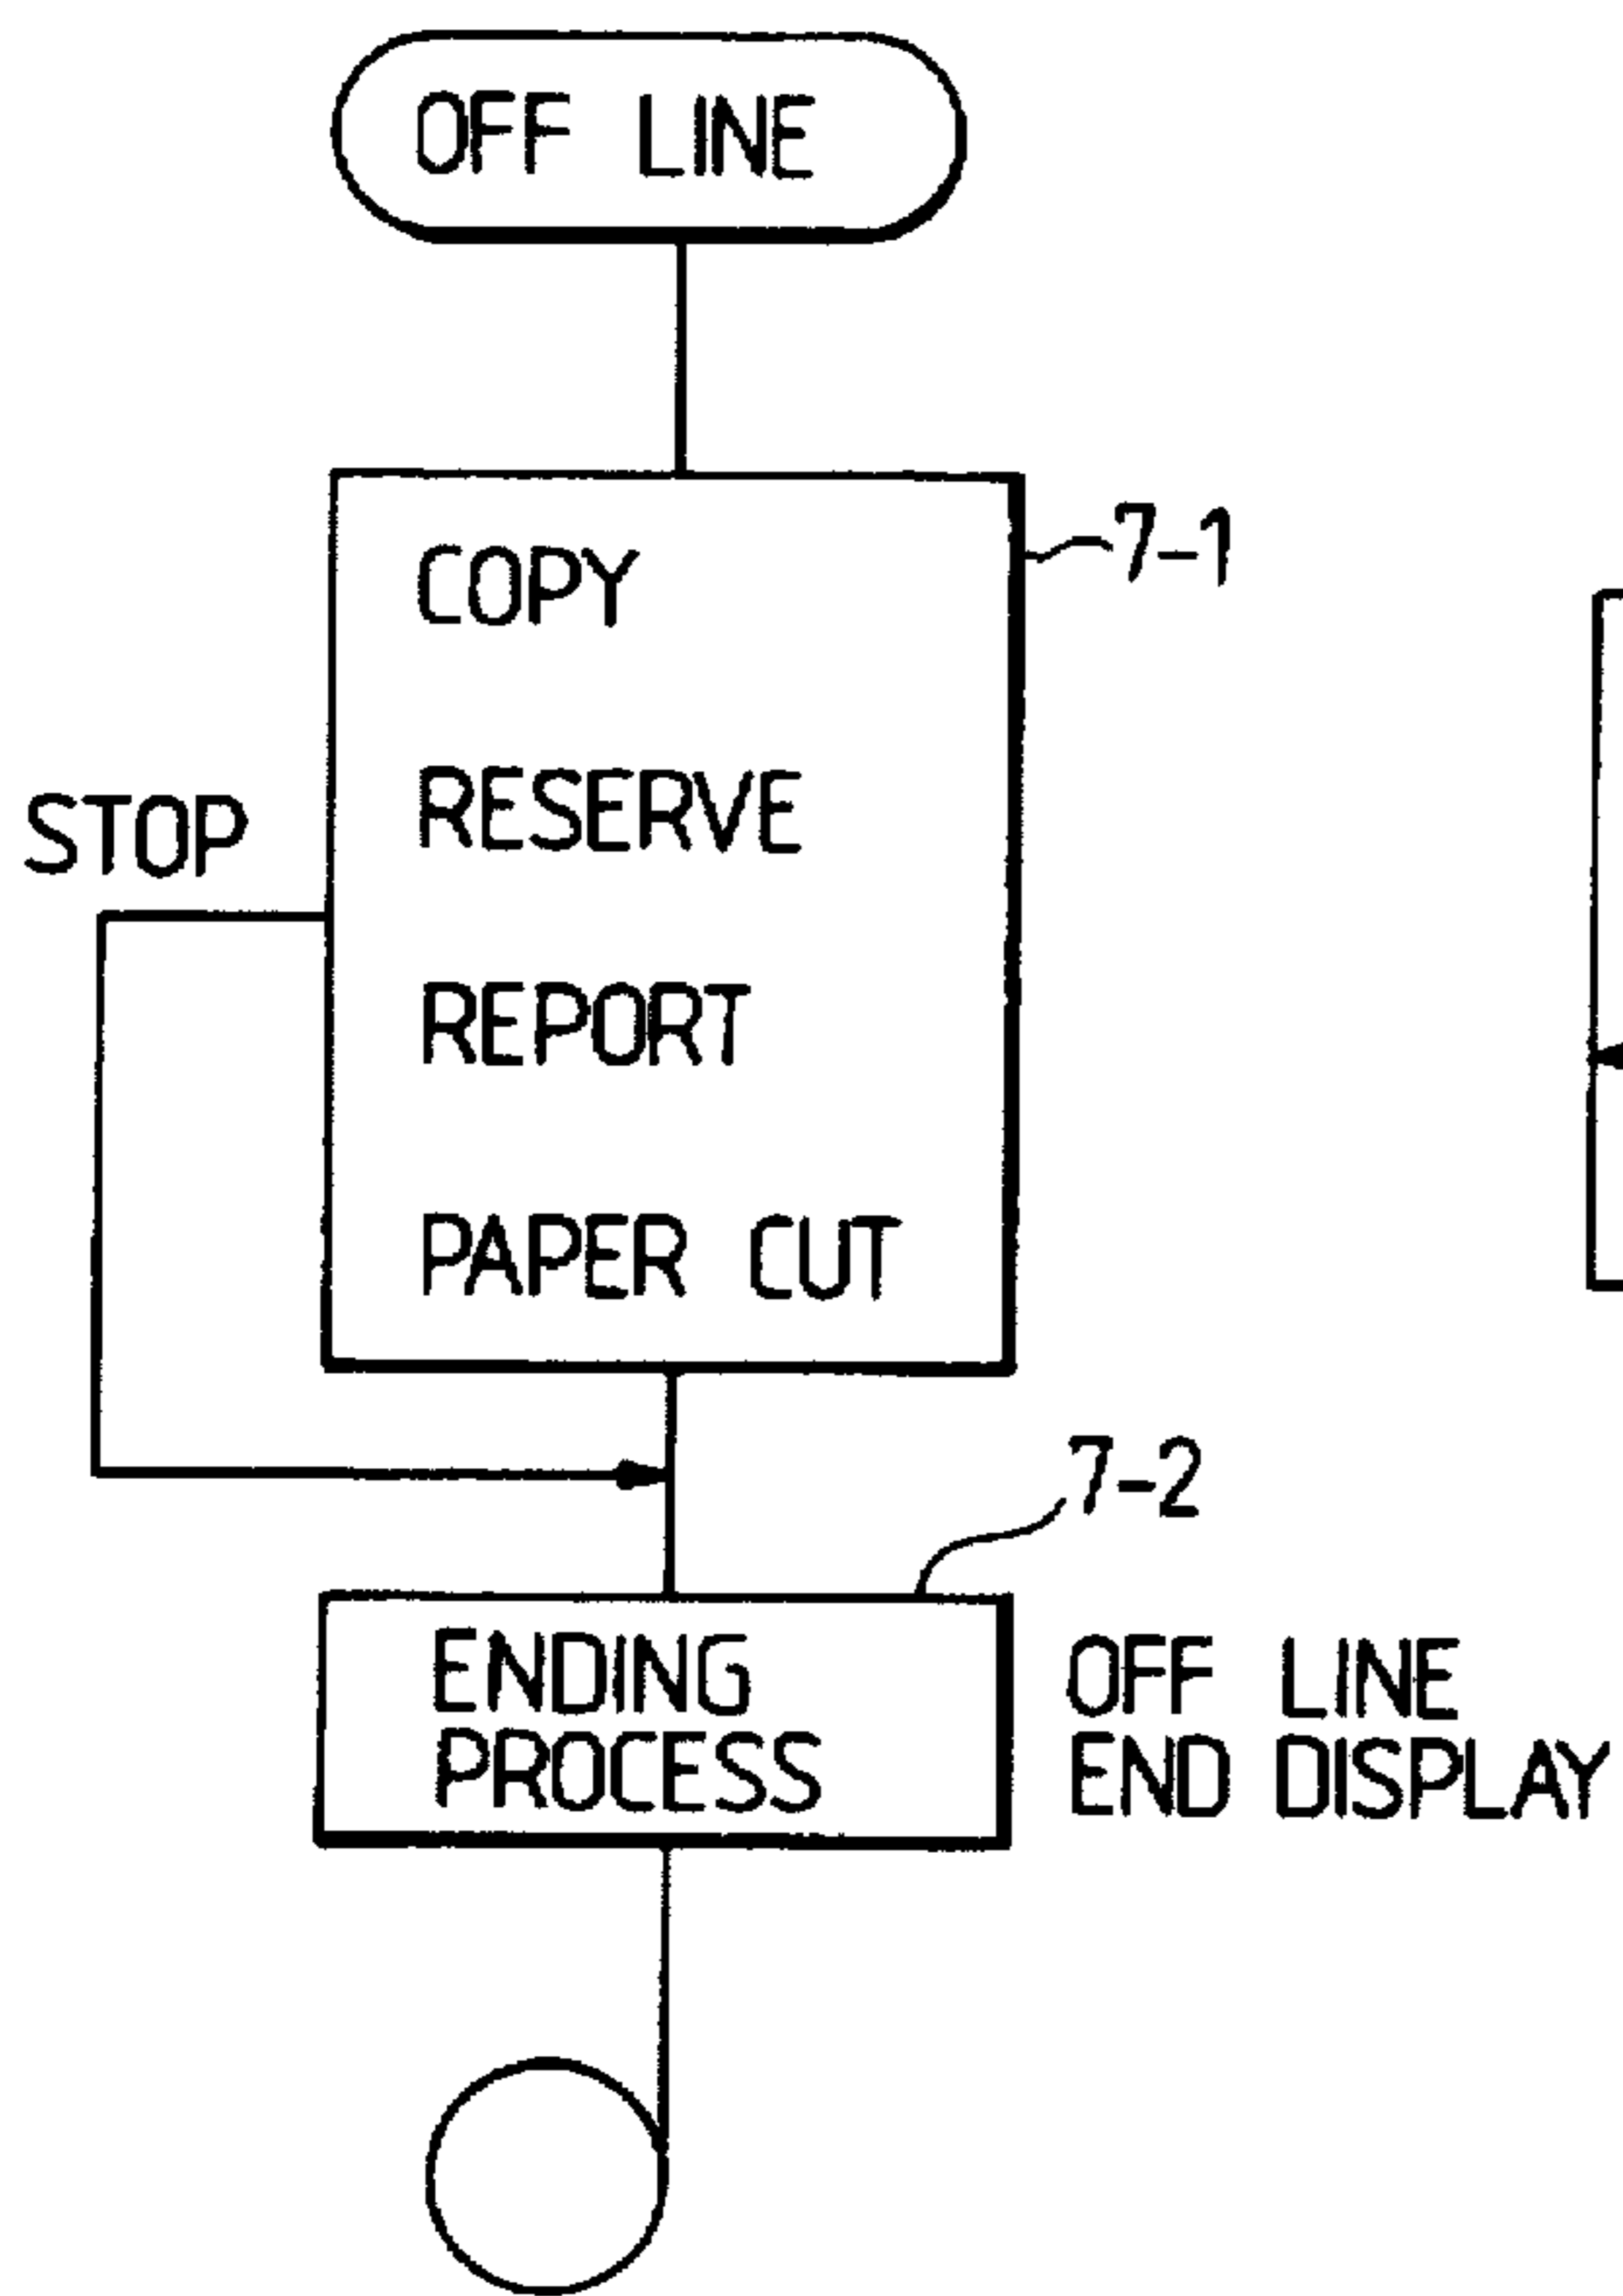 OFF LINE
7-1
COPY
RESERVE
STOP
REPORT
PAPER CUT
7-2
ENDING
PROCESS
OFF LINE
END DISPLAY